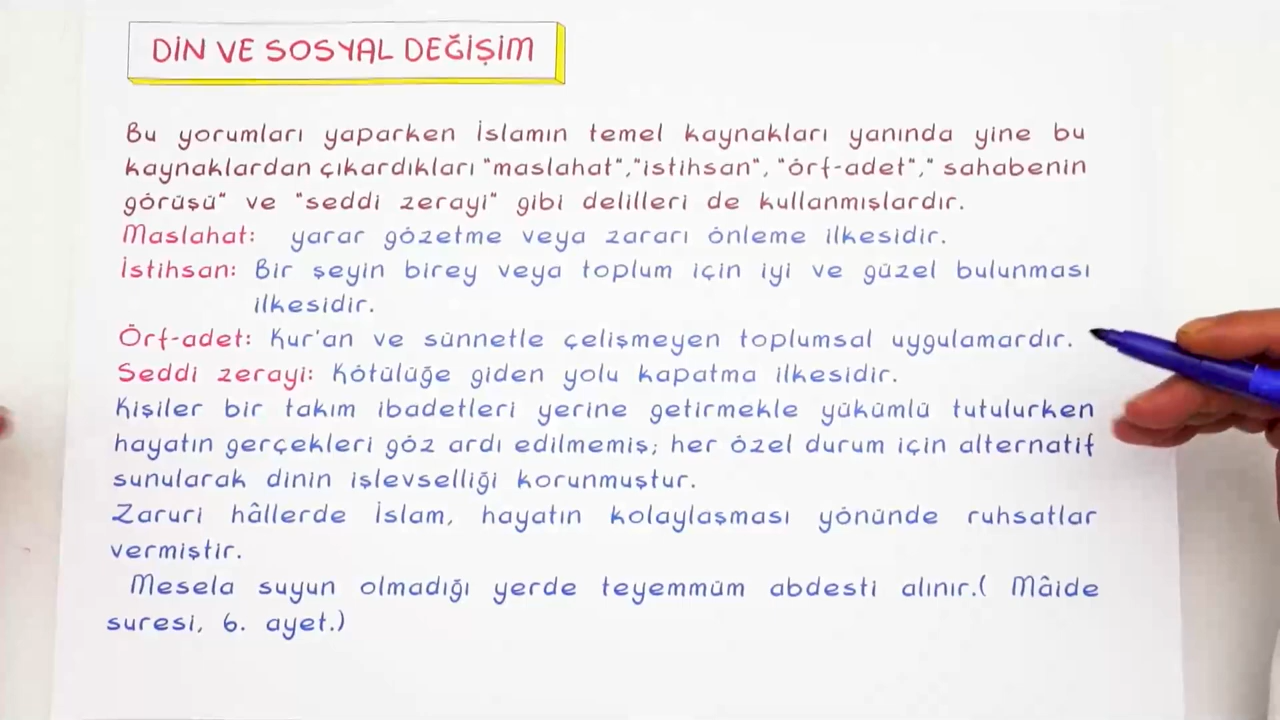 DİN VE SOSYAL DEĞİŞİM
Bu yorumları yaparken İslamın temel kaynakları yanında yine bu
kaynaklardan çıkardıkları "maslahat","istihsan", "örf-adet"," sahabenin
görüşü" ve "seddi zerayi" gibi delilleri de kullanmışlardır.
Maslahat: yarar gözetme veya zararı önleme ilkesidir.
İstihsan: Bir şeyin birey veya toplum için iyi ve güzel bulunması
ilkesidir.
Örf-adet: Kur'an ve sünnetle çelişmeyen toplumsal uygulamardır.
Seddi zerayi: Kötülüğe giden yolu kapatma ilkesidir.
Kişiler bir takım ibadetleri yerine getirmekle yükümlü tutulurken
hayatın gerçekleri göz ardı edilmemiş; her özel durum için alternatif
sunularak dinin işlevselliği korunmuştur.
Zaruri hâllerde İslam, hayatın kolaylaşması yönünde ruhsatlar
vermiştir.
Mesela suyun olmadığı yerde teyemmüm abdesti alınır.( Mâide
suresi, 6. ayet.)